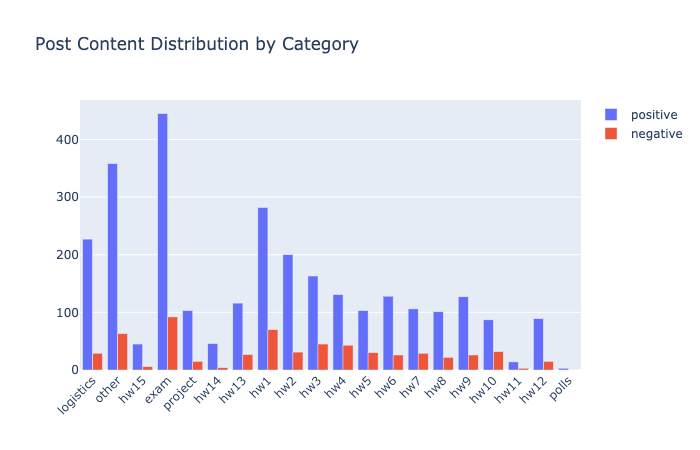 Post Content Distribution by Category
positive
negative
400
300
200
100
0
logistics
other
hw15
exam
project
hw14
hw13
hw1
hw2
hw3
hw4
hw5
hw6
hw7
hw8
hw9
hw10
hw11
hw12
polls